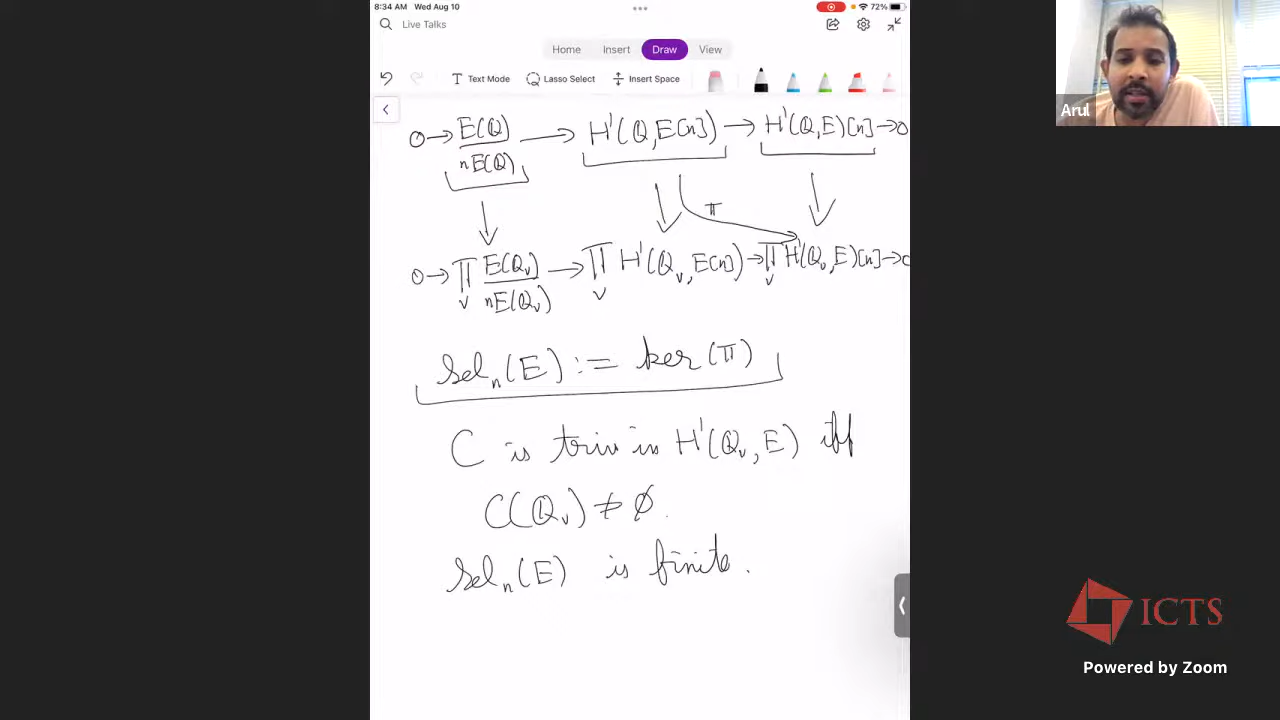 8:34 AM Wed Aug 10
72%
Live Talks
Home Insert Draw View
Text Mode Lasso Select Insert Space
Arul
0 → E(Q)/nE(Q) → H¹(Q, E[n]) → H¹(Q, E)[n] → 0
π
0 → ∏_v E(Q_v)/nE(Q_v) → ∏_v H¹(Q_v, E[n]) → ∏_v H¹(Q_v, E)[n] → 0
Sel_n(E) := ker(π)
C is triv in H¹(Q_v, E) iff
C(Q_v) ≠ ∅.
Sel_n(E) is finite.
ICTS
Powered by Zoom